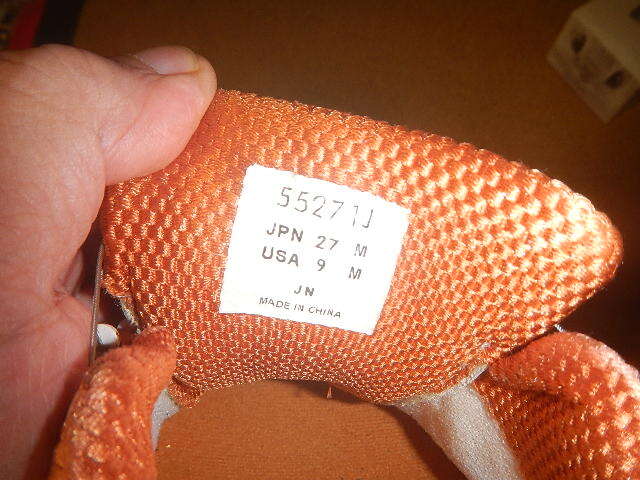 55271J
JPN 27 M
USA 9 M
JN
MADE IN CHINA